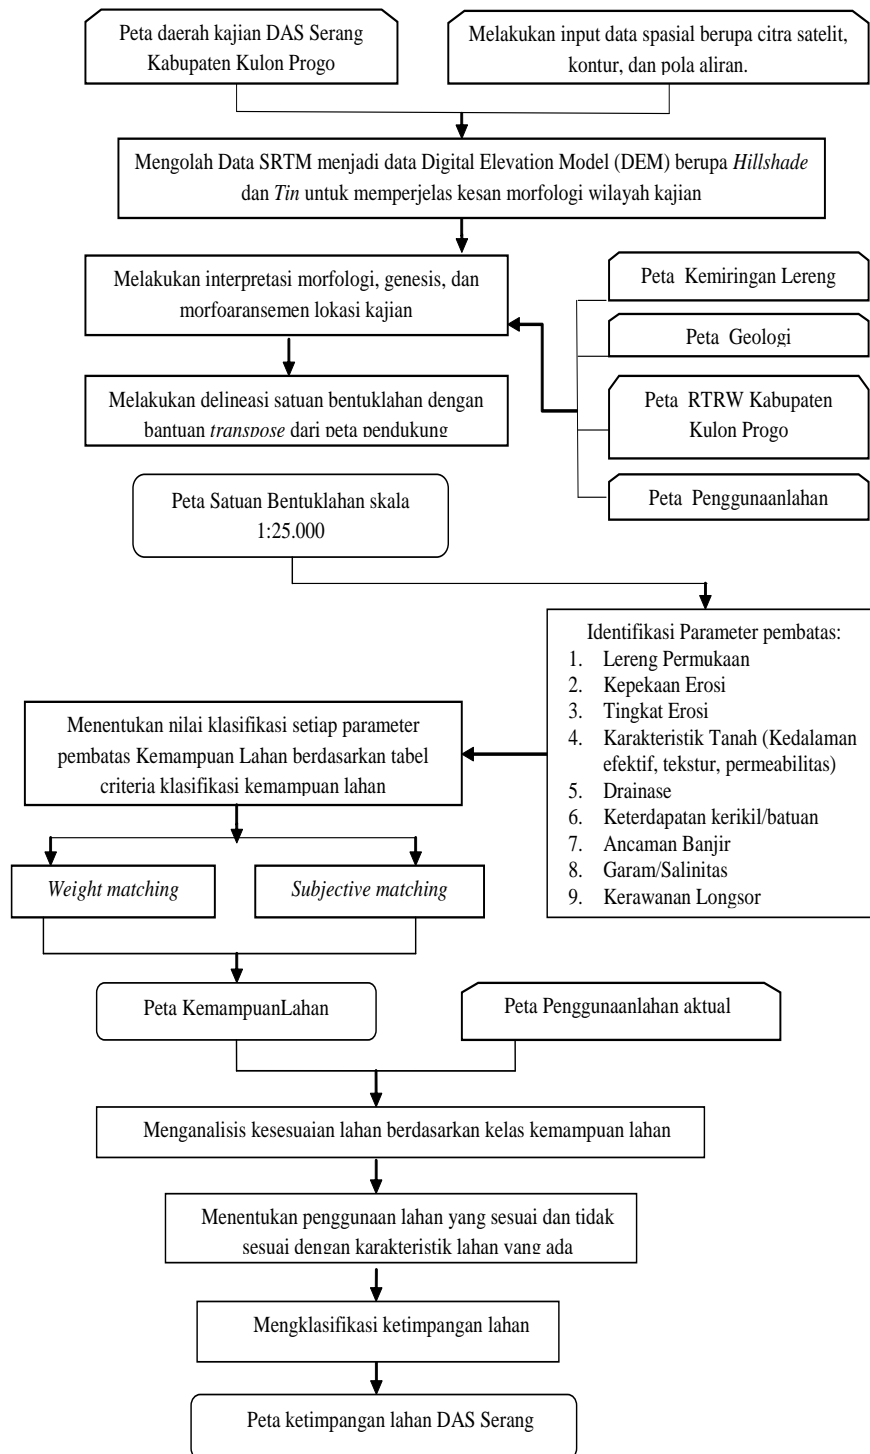 Peta daerah kajian DAS Serang
Kabupaten Kulon Progo
Melakukan input data spasial berupa citra satelit,
kontur, dan pola aliran.
Mengolah Data SRTM menjadi data Digital Elevation Model (DEM) berupa Hillshade
dan Tin untuk memperjelas kesan morfologi wilayah kajian
Melakukan interpretasi morfologi, genesis, dan
morfoaransemen lokasi kajian
Peta Kemiringan Lereng
Peta Geologi
Peta RTRW Kabupaten
Kulon Progo
Peta Penggunaanlahan
Melakukan delineasi satuan bentuklahan dengan
bantuan transpose dari peta pendukung
Peta Satuan Bentuklahan skala
1:25.000
Identifikasi Parameter pembatas:
1. Lereng Permukaan
2. Kepekaan Erosi
3. Tingkat Erosi
4. Karakteristik Tanah (Kedalaman
efektif, tekstur, permeabilitas)
5. Drainase
6. Keterdapatan kerikil/batuan
7. Ancaman Banjir
8. Garam/Salinitas
9. Kerawanan Longsor
Menentukan nilai klasifikasi setiap parameter
pembatas Kemampuan Lahan berdasarkan tabel
criteria klasifikasi kemampuan lahan
Weight matching
Subjective matching
Peta KemampuanLahan
Peta Penggunaanlahan aktual
Menganalisis kesesuaian lahan berdasarkan kelas kemampuan lahan
Menentukan penggunaan lahan yang sesuai dan tidak
sesuai dengan karakteristik lahan yang ada
Mengklasifikasi ketimpangan lahan
Peta ketimpangan lahan DAS Serang